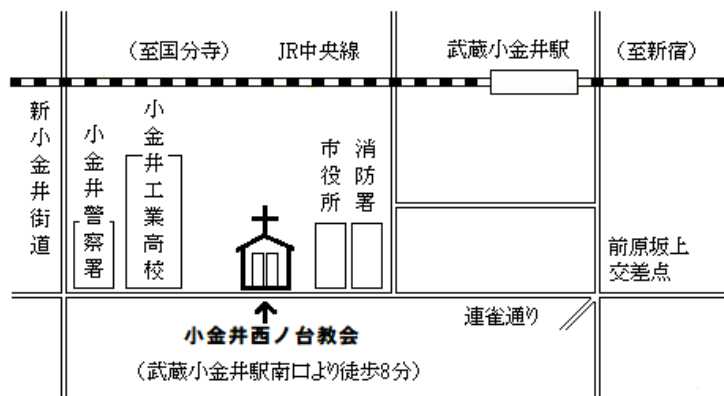 （至国分寺）
JR中央線
武蔵小金井駅
（至新宿）
新小金井街道
小金井警察署
小金井工業高校
市役所
消防署
前原坂上
交差点
連雀通り
小金井西ノ台教会
（武蔵小金井駅南口より徒歩8分）